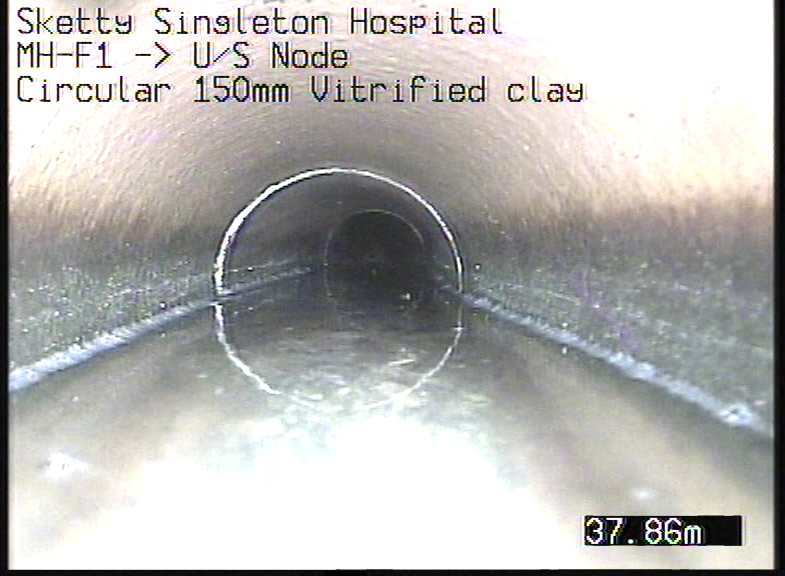 Sketty Singleton Hospital
MH-F1 -> U/S Node
Circular 150mm Vitrified clay
37.86m